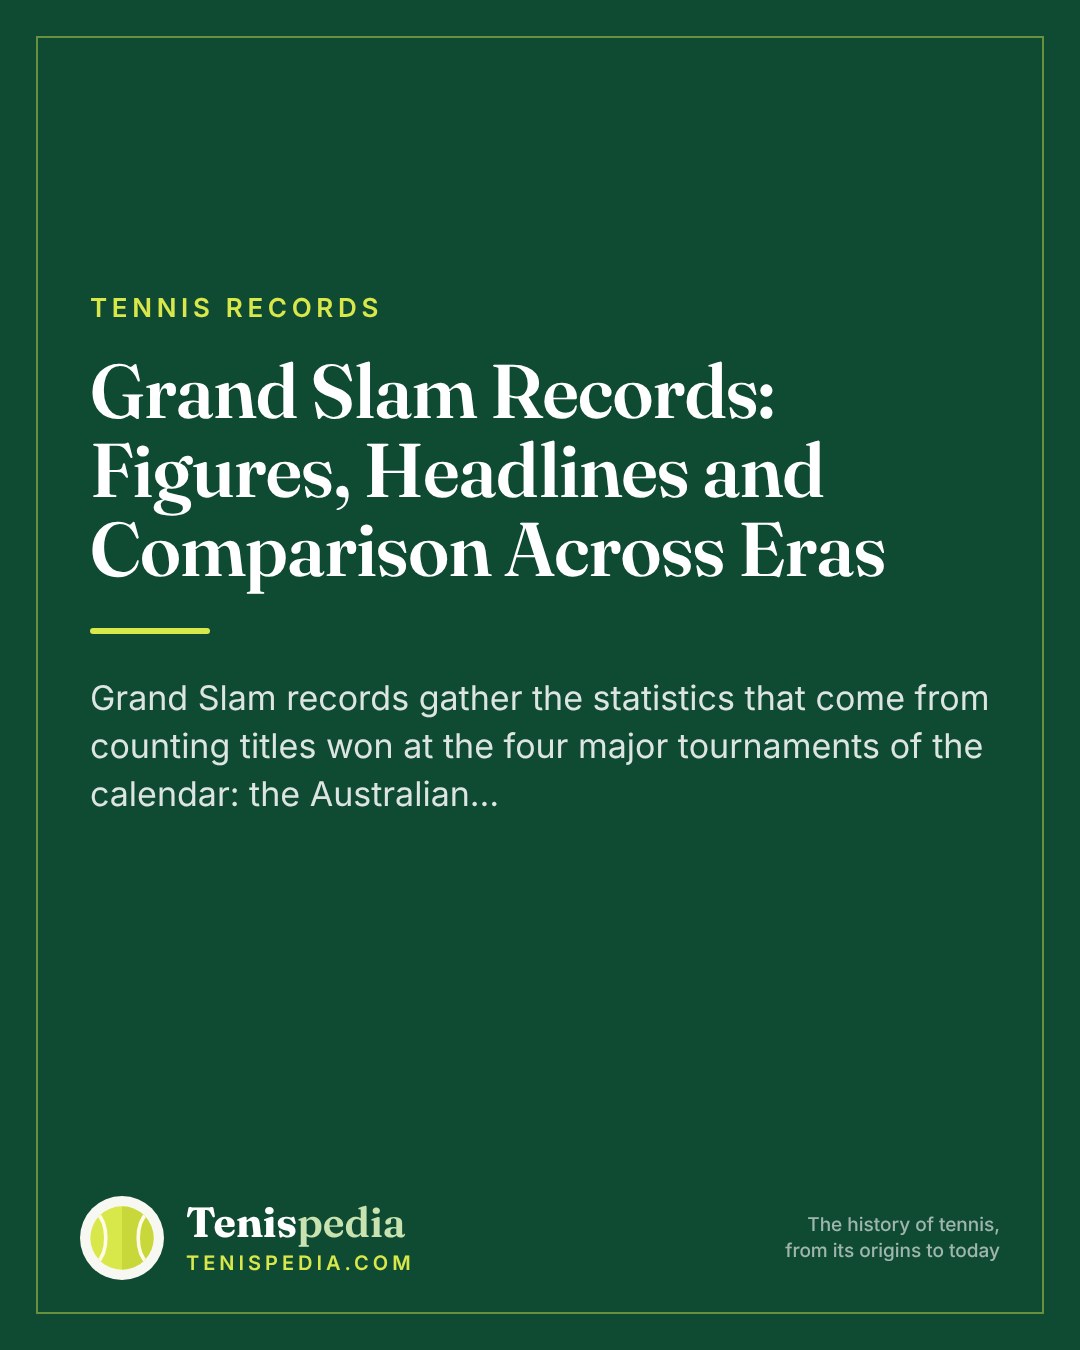 TENNIS RECORDS
Grand Slam Records:
Figures, Headlines and
Comparison Across Eras
Grand Slam records gather the statistics that come from
counting titles won at the four major tournaments of the
calendar: the Australian...
Tenispedia
TENISPEDIA.COM
The history of tennis,
from its origins to today